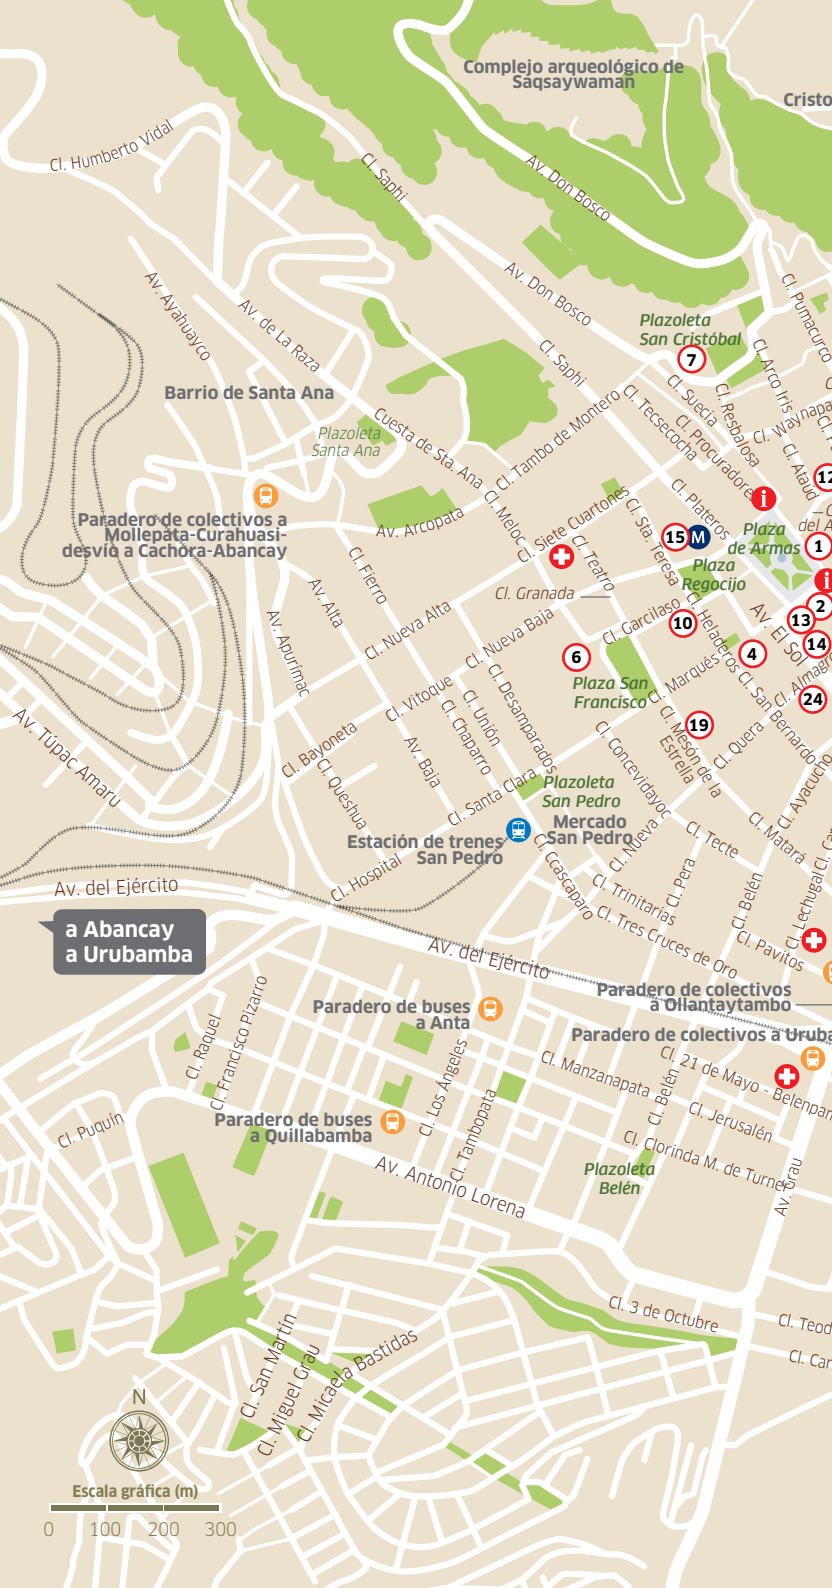 Complejo arqueológico de
Saqsaywaman
Cristo
Cl. Humberto Vidal
Cl. Saphi
Av. Don Bosco
Av. Ayahuayco
Av. de La Raza
Av. Don Bosco
Cl. Pumacurco
Plazoleta
San Cristóbal
7
Cl. Saphi
Cl. Arco Iris
Barrio de Santa Ana
Cl. Suecia
Cl. Resbalosa
Cl. Tecsecocha
Cl. Procuradores
Cl. Waynapa
Cl. Ataud
Plazoleta
Santa Ana
Cuesta de Sta. Ana
Cl. Tambo de Montero
12
Paradero de colectivos a
Mollepata-Curahuasi-
desvío a Cachora-Abancay
Av. Arcopata
Cl. Meloc
Cl. Siete Cuartones
Cl. Sta. Teresa
Cl. Plateros
i
del A
15
M
Plaza
de Armas
1
Cl. Fierro
Cl. Teatro
Plaza
Regocijo
i
Av. Alta
Cl. Granada
2
Cl. Nueva Alta
Cl. Nueva Baja
Cl. Garcilaso
10
Cl. Heladeros
Av. El Sol
13
14
Av. Apurímac
6
4
Plaza San
Francisco
Cl. Marqués
Cl. San Bernardo
Cl. Almagro
24
Cl. Vitoque
Cl. Unión
Cl. Desamparados
Cl. Chaparro
19
Av. Túpac Amaru
Cl. Bayoneta
Av. Baja
Cl. Concevidayoc
Cl. Mesón de la
Estrella
Cl. Quera
Cl. Queshua
Cl. Santa Clara
Plazoleta
San Pedro
Cl. Ayacucho
Mercado
San Pedro
Estación de trenes
San Pedro
Cl. Nueva
Cl. Tecte
Cl. Matará
Cl. Hospital
Cl. Ccascaparo
Cl. Trinitarias
Cl. Pera
Cl. Belén
Cl. Lechugal
Av. del Ejército
Cl. Tres Cruces de Oro
Cl. Pavitos
a Abancay
a Urubamba
Av. del Ejército
Paradero de colectivos
a Ollantaytambo
Paradero de buses
a Anta
Paradero de colectivos a Uruba
Cl. Raquel
Cl. Francisco Pizarro
Cl. Los Ángeles
Cl. Manzanapata
Cl. 21 de Mayo - Belenpam
Cl. Belén
Cl. Tambopata
Cl. Jerusalén
Cl. Puquín
Paradero de buses
a Quillabamba
Cl. Clorinda M. de Turner
Av. Antonio Lorena
Plazoleta
Belén
Av. Grau
Cl. 3 de Octubre
Cl. Teod
Cl. Car
Cl. San Martín
Cl. Miguel Grau
Cl. Micaela Bastidas
N
Escala gráfica (m)
0 100 200 300